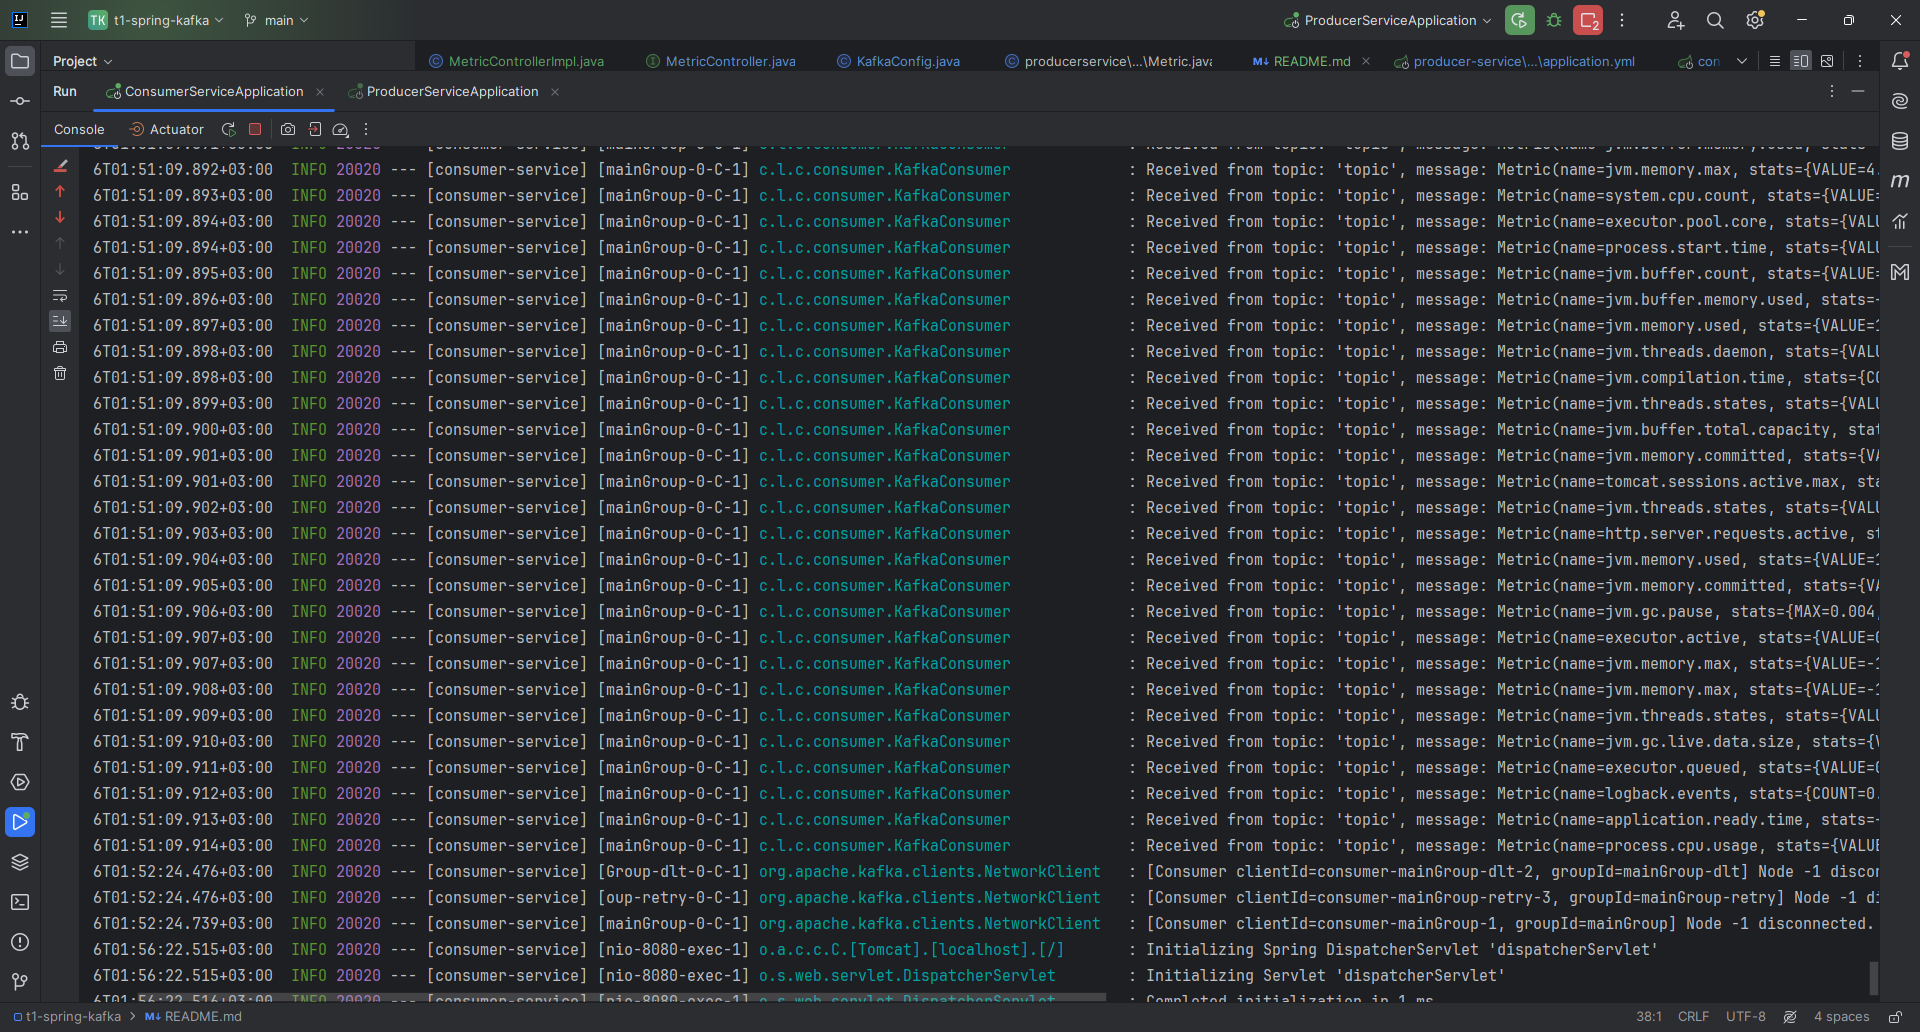 TK t1-spring-kafka main ProducerServiceApplication 2
Project MetricControllerImpl.java MetricController.java KafkaConfig.java producerservice\...\Metric.java README.md producer-service\...\application.yml con
Run ConsumerServiceApplication ProducerServiceApplication
Console Actuator
6T01:51:09.892+03:00 INFO 20020 --- [consumer-service] [mainGroup-0-C-1] c.l.c.consumer.KafkaConsumer : Received from topic: 'topic', message: Metric(name=jvm.memory.max, stats={VALUE=4.
6T01:51:09.893+03:00 INFO 20020 --- [consumer-service] [mainGroup-0-C-1] c.l.c.consumer.KafkaConsumer : Received from topic: 'topic', message: Metric(name=system.cpu.count, stats={VALUE=
6T01:51:09.894+03:00 INFO 20020 --- [consumer-service] [mainGroup-0-C-1] c.l.c.consumer.KafkaConsumer : Received from topic: 'topic', message: Metric(name=executor.pool.core, stats={VALU
6T01:51:09.894+03:00 INFO 20020 --- [consumer-service] [mainGroup-0-C-1] c.l.c.consumer.KafkaConsumer : Received from topic: 'topic', message: Metric(name=process.start.time, stats={VALU
6T01:51:09.895+03:00 INFO 20020 --- [consumer-service] [mainGroup-0-C-1] c.l.c.consumer.KafkaConsumer : Received from topic: 'topic', message: Metric(name=jvm.buffer.count, stats={VALUE=
6T01:51:09.896+03:00 INFO 20020 --- [consumer-service] [mainGroup-0-C-1] c.l.c.consumer.KafkaConsumer : Received from topic: 'topic', message: Metric(name=jvm.buffer.memory.used, stats=
6T01:51:09.897+03:00 INFO 20020 --- [consumer-service] [mainGroup-0-C-1] c.l.c.consumer.KafkaConsumer : Received from topic: 'topic', message: Metric(name=jvm.memory.used, stats={VALUE=1
6T01:51:09.898+03:00 INFO 20020 --- [consumer-service] [mainGroup-0-C-1] c.l.c.consumer.KafkaConsumer : Received from topic: 'topic', message: Metric(name=jvm.threads.daemon, stats={VALU
6T01:51:09.898+03:00 INFO 20020 --- [consumer-service] [mainGroup-0-C-1] c.l.c.consumer.KafkaConsumer : Received from topic: 'topic', message: Metric(name=jvm.compilation.time, stats={CO
6T01:51:09.899+03:00 INFO 20020 --- [consumer-service] [mainGroup-0-C-1] c.l.c.consumer.KafkaConsumer : Received from topic: 'topic', message: Metric(name=jvm.threads.states, stats={VALU
6T01:51:09.900+03:00 INFO 20020 --- [consumer-service] [mainGroup-0-C-1] c.l.c.consumer.KafkaConsumer : Received from topic: 'topic', message: Metric(name=jvm.buffer.total.capacity, stat
6T01:51:09.901+03:00 INFO 20020 --- [consumer-service] [mainGroup-0-C-1] c.l.c.consumer.KafkaConsumer : Received from topic: 'topic', message: Metric(name=jvm.memory.committed, stats={VA
6T01:51:09.901+03:00 INFO 20020 --- [consumer-service] [mainGroup-0-C-1] c.l.c.consumer.KafkaConsumer : Received from topic: 'topic', message: Metric(name=tomcat.sessions.active.max, sta
6T01:51:09.902+03:00 INFO 20020 --- [consumer-service] [mainGroup-0-C-1] c.l.c.consumer.KafkaConsumer : Received from topic: 'topic', message: Metric(name=jvm.threads.states, stats={VALU
6T01:51:09.903+03:00 INFO 20020 --- [consumer-service] [mainGroup-0-C-1] c.l.c.consumer.KafkaConsumer : Received from topic: 'topic', message: Metric(name=http.server.requests.active, st
6T01:51:09.904+03:00 INFO 20020 --- [consumer-service] [mainGroup-0-C-1] c.l.c.consumer.KafkaConsumer : Received from topic: 'topic', message: Metric(name=jvm.memory.used, stats={VALUE=1
6T01:51:09.905+03:00 INFO 20020 --- [consumer-service] [mainGroup-0-C-1] c.l.c.consumer.KafkaConsumer : Received from topic: 'topic', message: Metric(name=jvm.memory.committed, stats={VA
6T01:51:09.906+03:00 INFO 20020 --- [consumer-service] [mainGroup-0-C-1] c.l.c.consumer.KafkaConsumer : Received from topic: 'topic', message: Metric(name=jvm.gc.pause, stats={MAX=0.004,
6T01:51:09.907+03:00 INFO 20020 --- [consumer-service] [mainGroup-0-C-1] c.l.c.consumer.KafkaConsumer : Received from topic: 'topic', message: Metric(name=executor.active, stats={VALUE=0
6T01:51:09.907+03:00 INFO 20020 --- [consumer-service] [mainGroup-0-C-1] c.l.c.consumer.KafkaConsumer : Received from topic: 'topic', message: Metric(name=jvm.memory.max, stats={VALUE=-1
6T01:51:09.908+03:00 INFO 20020 --- [consumer-service] [mainGroup-0-C-1] c.l.c.consumer.KafkaConsumer : Received from topic: 'topic', message: Metric(name=jvm.memory.max, stats={VALUE=-1
6T01:51:09.909+03:00 INFO 20020 --- [consumer-service] [mainGroup-0-C-1] c.l.c.consumer.KafkaConsumer : Received from topic: 'topic', message: Metric(name=jvm.threads.states, stats={VALU
6T01:51:09.910+03:00 INFO 20020 --- [consumer-service] [mainGroup-0-C-1] c.l.c.consumer.KafkaConsumer : Received from topic: 'topic', message: Metric(name=jvm.gc.live.data.size, stats={V
6T01:51:09.911+03:00 INFO 20020 --- [consumer-service] [mainGroup-0-C-1] c.l.c.consumer.KafkaConsumer : Received from topic: 'topic', message: Metric(name=executor.queued, stats={VALUE=0
6T01:51:09.912+03:00 INFO 20020 --- [consumer-service] [mainGroup-0-C-1] c.l.c.consumer.KafkaConsumer : Received from topic: 'topic', message: Metric(name=logback.events, stats={COUNT=0.
6T01:51:09.913+03:00 INFO 20020 --- [consumer-service] [mainGroup-0-C-1] c.l.c.consumer.KafkaConsumer : Received from topic: 'topic', message: Metric(name=application.ready.time, stats=
6T01:51:09.914+03:00 INFO 20020 --- [consumer-service] [mainGroup-0-C-1] c.l.c.consumer.KafkaConsumer : Received from topic: 'topic', message: Metric(name=process.cpu.usage, stats={VALUE
6T01:52:24.476+03:00 INFO 20020 --- [consumer-service] [Group-dlt-0-C-1] org.apache.kafka.clients.NetworkClient : [Consumer clientId=consumer-mainGroup-dlt-2, groupId=mainGroup-dlt] Node -1 discon
6T01:52:24.476+03:00 INFO 20020 --- [consumer-service] [oup-retry-0-C-1] org.apache.kafka.clients.NetworkClient : [Consumer clientId=consumer-mainGroup-retry-3, groupId=mainGroup-retry] Node -1 di
6T01:52:24.739+03:00 INFO 20020 --- [consumer-service] [mainGroup-0-C-1] org.apache.kafka.clients.NetworkClient : [Consumer clientId=consumer-mainGroup-1, groupId=mainGroup] Node -1 disconnected.
6T01:56:22.515+03:00 INFO 20020 --- [consumer-service] [nio-8080-exec-1] o.a.c.c.C.[Tomcat].[localhost].[/] : Initializing Spring DispatcherServlet 'dispatcherServlet'
6T01:56:22.515+03:00 INFO 20020 --- [consumer-service] [nio-8080-exec-1] o.s.web.servlet.DispatcherServlet : Initializing Servlet 'dispatcherServlet'
6T01:56:22.516+03:00 INFO 20020 --- [consumer-service] [nio-8080-exec-1] o.s.web.servlet.DispatcherServlet : Completed initialization in 1 ms
t1-spring-kafka > README.md 38:1 CRLF UTF-8 4 spaces